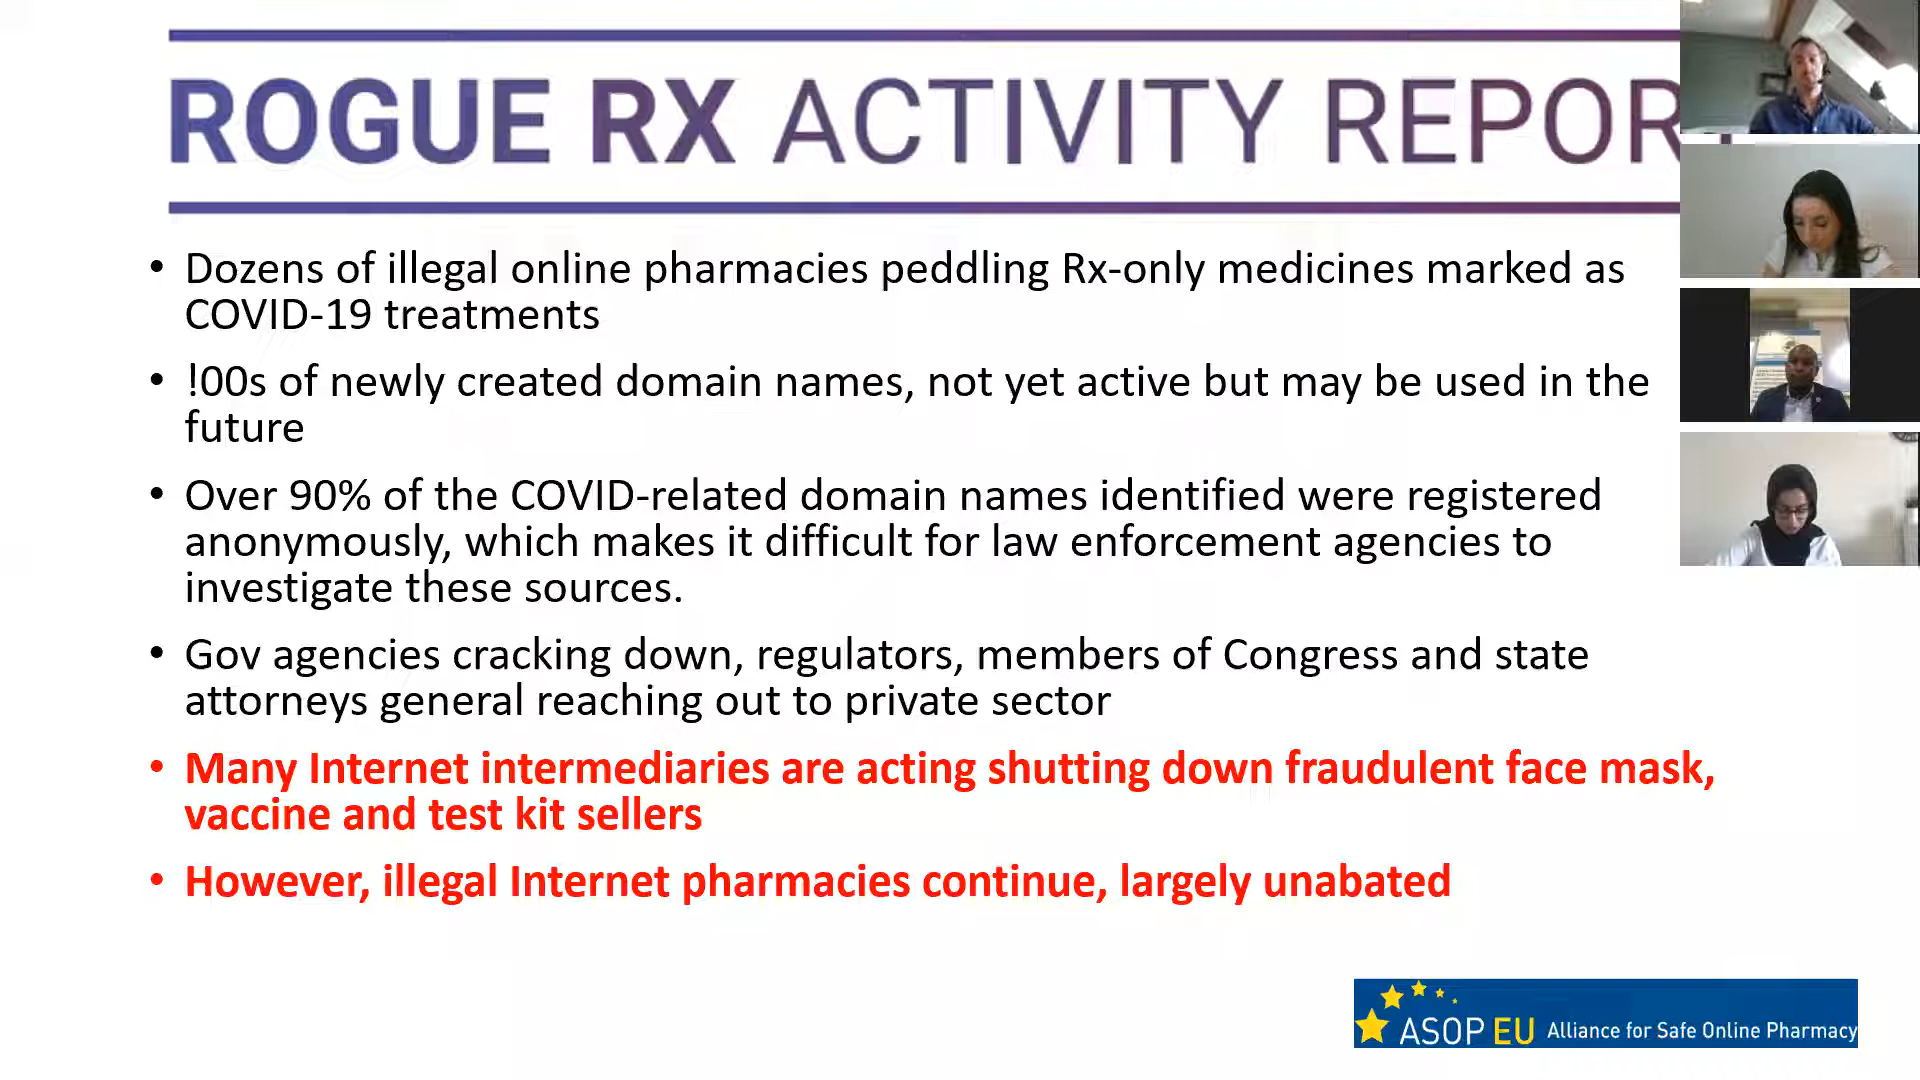 ROGUE RX ACTIVITY REPOR
• Dozens of illegal online pharmacies peddling Rx-only medicines marked as
COVID-19 treatments
• !00s of newly created domain names, not yet active but may be used in the
future
• Over 90% of the COVID-related domain names identified were registered
anonymously, which makes it difficult for law enforcement agencies to
investigate these sources.
• Gov agencies cracking down, regulators, members of Congress and state
attorneys general reaching out to private sector
• Many Internet intermediaries are acting shutting down fraudulent face mask,
vaccine and test kit sellers
• However, illegal Internet pharmacies continue, largely unabated
ASOP EU Alliance for Safe Online Pharmacy